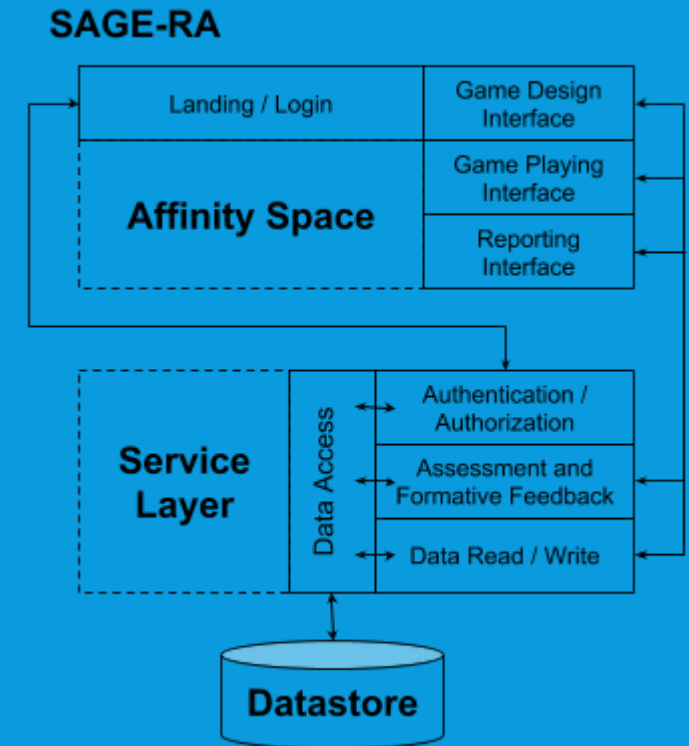 SAGE-RA
Landing / Login
Game Design
Interface
Affinity Space
Game Playing
Interface
Reporting
Interface
Service
Layer
Data Access
Authentication /
Authorization
Assessment and
Formative Feedback
Data Read / Write
Datastore